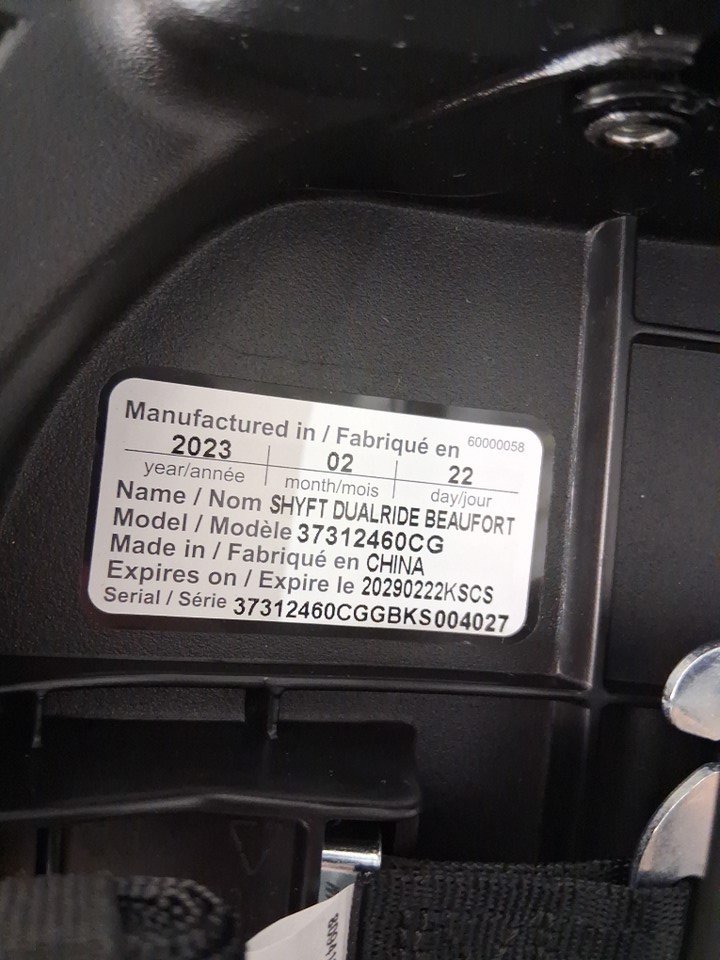 Manufactured in / Fabriqué en 60000058
2023 02 22
year/année month/mois day/jour
Name / Nom SHYFT DUALRIDE BEAUFORT
Model / Modèle 37312460CG
Made in / Fabriqué en CHINA
Expires on / Expire le 20290222KSCS
Serial / Série 37312460CGGBKS004027